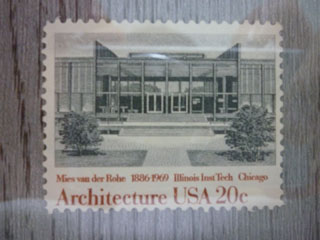 Mies van der Rohe 1886-1969 Illinois Inst Tech Chicago
Architecture USA 20c